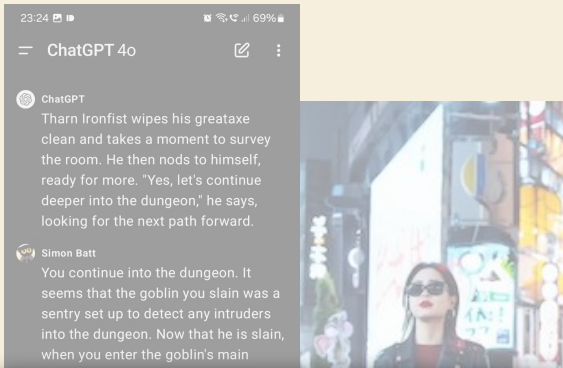 23:24 69%
ChatGPT 4o
ChatGPT
Tharn Ironfist wipes his greataxe
clean and takes a moment to survey
the room. He then nods to himself,
ready for more. "Yes, let's continue
deeper into the dungeon," he says,
looking for the next path forward.
Simon Batt
You continue into the dungeon. It
seems that the goblin you slain was a
sentry set up to detect any intruders
into the dungeon. Now that he is slain,
when you enter the goblin's main